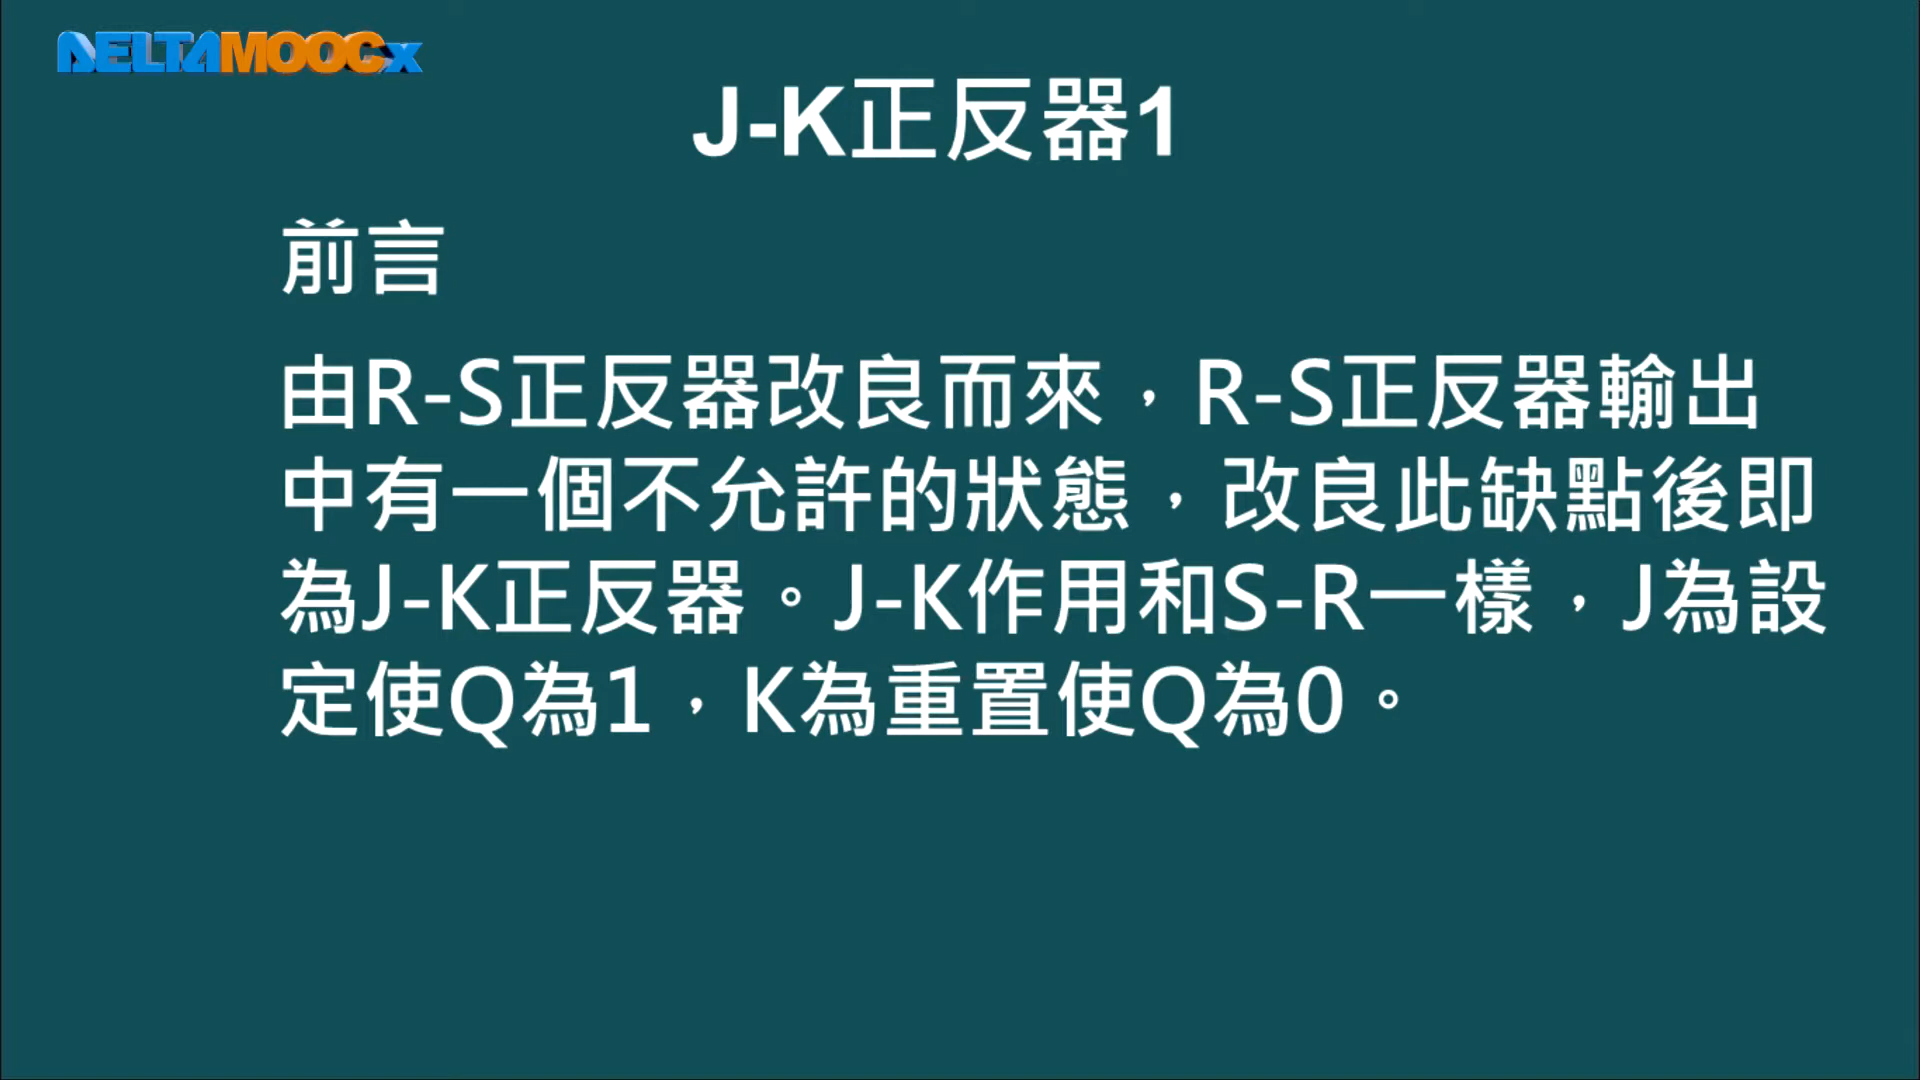 DELTAMOOCx
J-K正反器1
前言
由R-S正反器改良而來，R-S正反器輸出
中有一個不允許的狀態，改良此缺點後即
為J-K正反器。J-K作用和S-R一樣，J為設
定使Q為1，K為重置使Q為0。